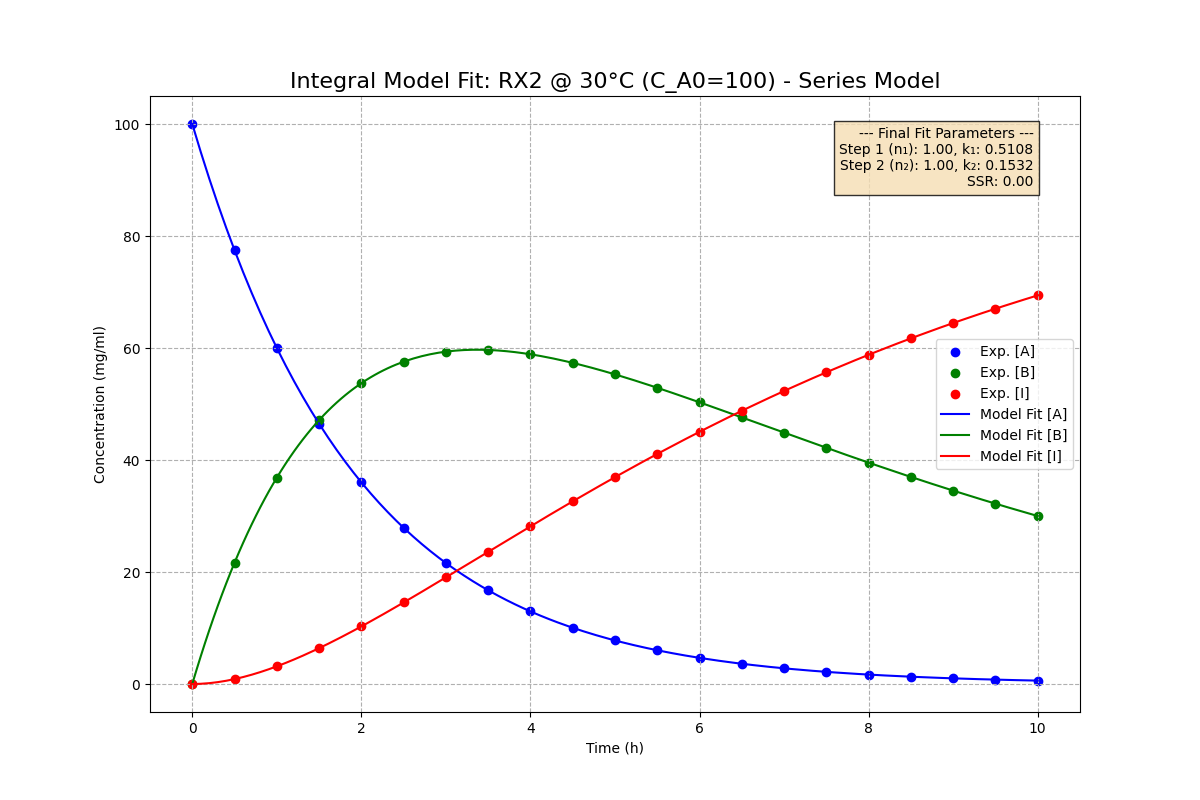 Integral Model Fit: RX2 @ 30°C (C_A0=100) - Series Model
--- Final Fit Parameters ---
Step 1 (n₁): 1.00, k₁: 0.5108
Step 2 (n₂): 1.00, k₂: 0.1532
SSR: 0.00
Concentration (mg/ml)
100
80
60
40
20
0
Exp. [A]
Exp. [B]
Exp. [I]
Model Fit [A]
Model Fit [B]
Model Fit [I]
0 2 4 6 8 10
Time (h)